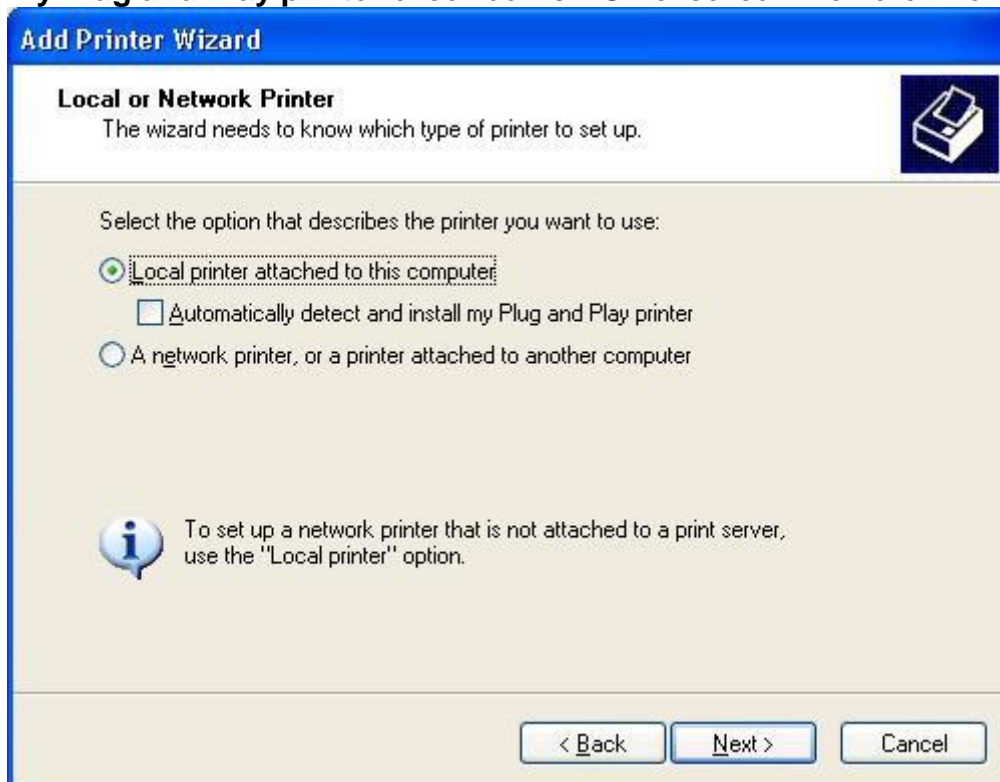 Add Printer Wizard
Local or Network Printer
The wizard needs to know which type of printer to set up.
Select the option that describes the printer you want to use:
Local printer attached to this computer
Automatically detect and install my Plug and Play printer
A network printer, or a printer attached to another computer
To set up a network printer that is not attached to a print server,
use the "Local printer" option.
< Back Next > Cancel